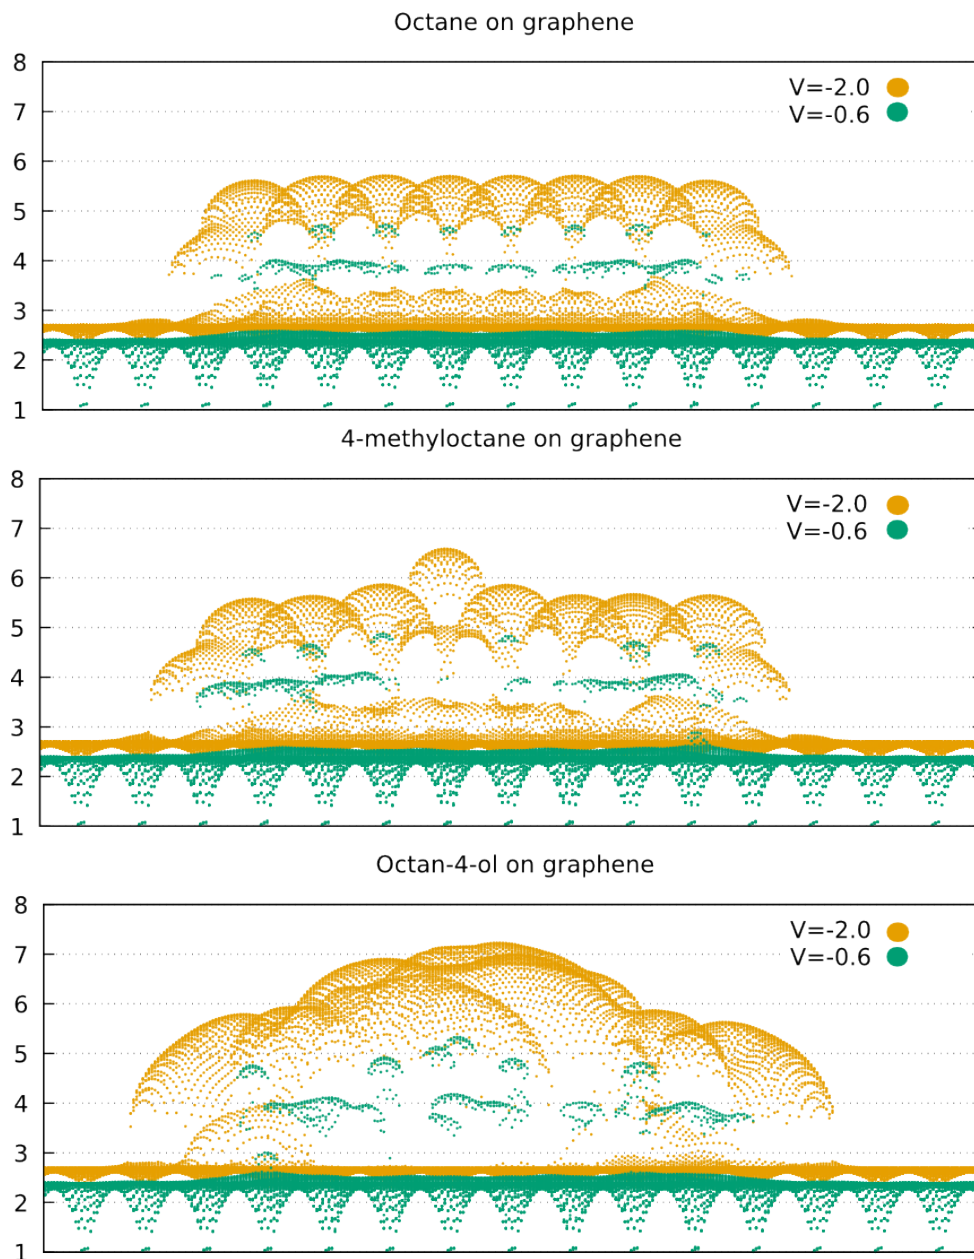 Octane on graphene
8
V=-2.0
V=-0.6
7
6
5
4
3
2
1
4-methyloctane on graphene
8
V=-2.0
V=-0.6
7
6
5
4
3
2
1
Octan-4-ol on graphene
8
V=-2.0
V=-0.6
7
6
5
4
3
2
1